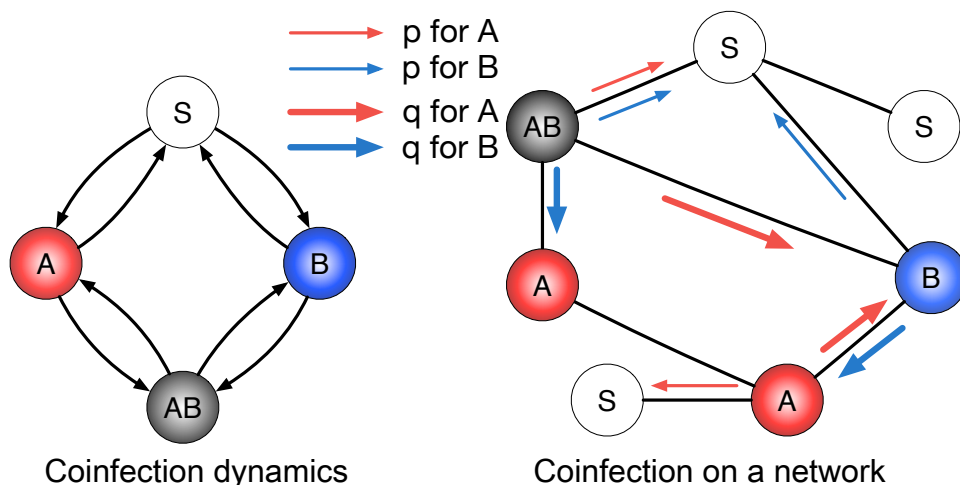 p for A
p for B
q for A
q for B
S
A
B
AB
Coinfection dynamics
S
AB
S
A
B
S
A
Coinfection on a network